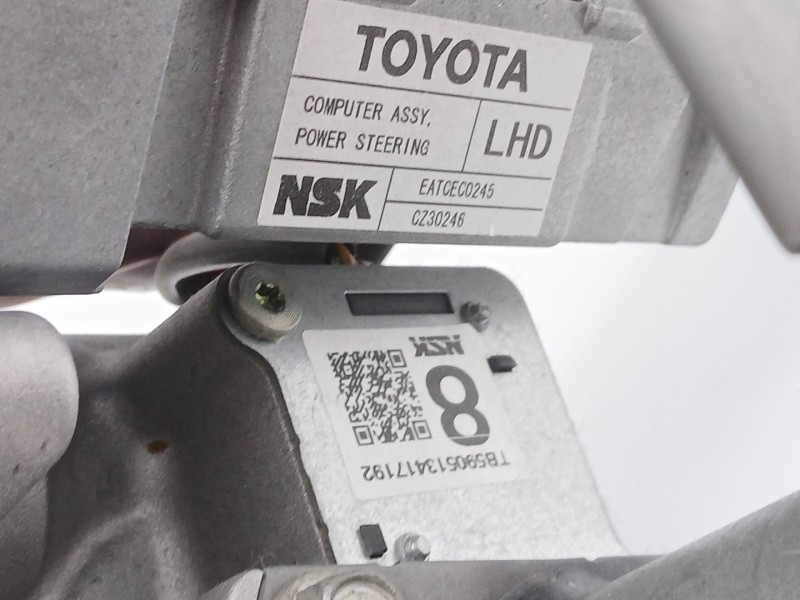 TOYOTA
COMPUTER ASSY,
POWER STEERING
LHD
NSK
EATCEC0245
CZ30246
NSK
8
TB590513417192